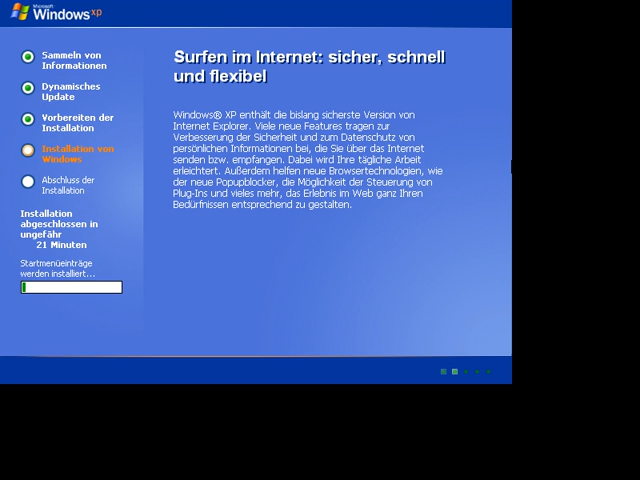 Microsoft
Windows xp
Sammeln von
Informationen
Dynamisches
Update
Vorbereiten der
Installation
Installation von
Windows
Abschluss der
Installation
Installation
abgeschlossen in
ungefähr
21 Minuten
Startmenüeinträge
werden installiert...
Surfen im Internet: sicher, schnell
und flexibel
Windows® XP enthält die bislang sicherste Version von
Internet Explorer. Viele neue Features tragen zur
Verbesserung der Sicherheit und zum Datenschutz von
persönlichen Informationen bei, die Sie über das Internet
senden bzw. empfangen. Dabei wird Ihre tägliche Arbeit
erleichtert. Außerdem helfen neue Browsertechnologien, wie
der neue Popupblocker, die Möglichkeit der Steuerung von
Plug-Ins und vieles mehr, das Erlebnis im Web ganz Ihren
Bedürfnissen entsprechend zu gestalten.